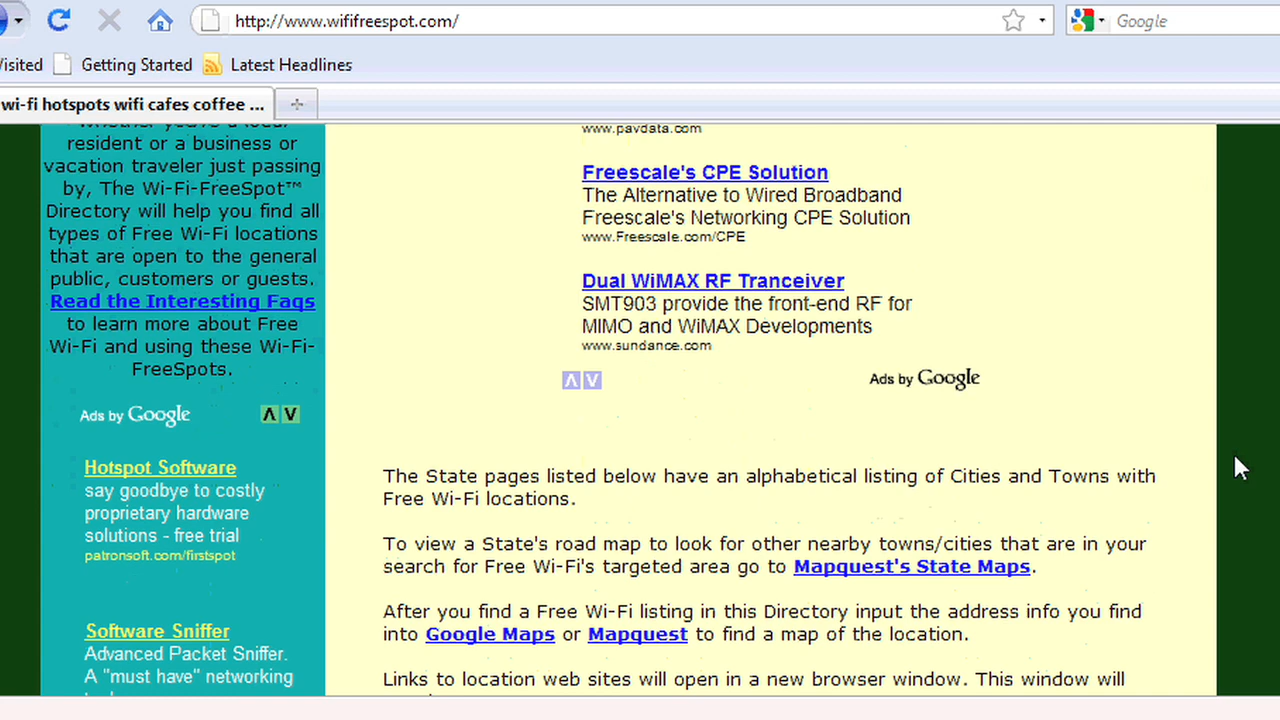 http://www.wififreespot.com/
Google
Getting Started
Latest Headlines
wi-fi hotspots wifi cafes coffee ...
resident or a business or
vacation traveler just passing
by, The Wi-Fi-FreeSpot™
Directory will help you find all
types of Free Wi-Fi locations
that are open to the general
public, customers or guests.
Read the Interesting Faqs
to learn more about Free
Wi-Fi and using these Wi-Fi-
FreeSpots.
Ads by Google
Hotspot Software
say goodbye to costly
proprietary hardware
solutions - free trial
patronsoft.com/firstspot
Software Sniffer
Advanced Packet Sniffer.
A "must have" networking
www.pavdata.com
Freescale's CPE Solution
The Alternative to Wired Broadband
Freescale's Networking CPE Solution
www.Freescale.com/CPE
Dual WiMAX RF Tranceiver
SMT903 provide the front-end RF for
MIMO and WiMAX Developments
www.sundance.com
Ads by Google
The State pages listed below have an alphabetical listing of Cities and Towns with
Free Wi-Fi locations.
To view a State's road map to look for other nearby towns/cities that are in your
search for Free Wi-Fi's targeted area go to Mapquest's State Maps.
After you find a Free Wi-Fi listing in this Directory input the address info you find
into Google Maps or Mapquest to find a map of the location.
Links to location web sites will open in a new browser window. This window will